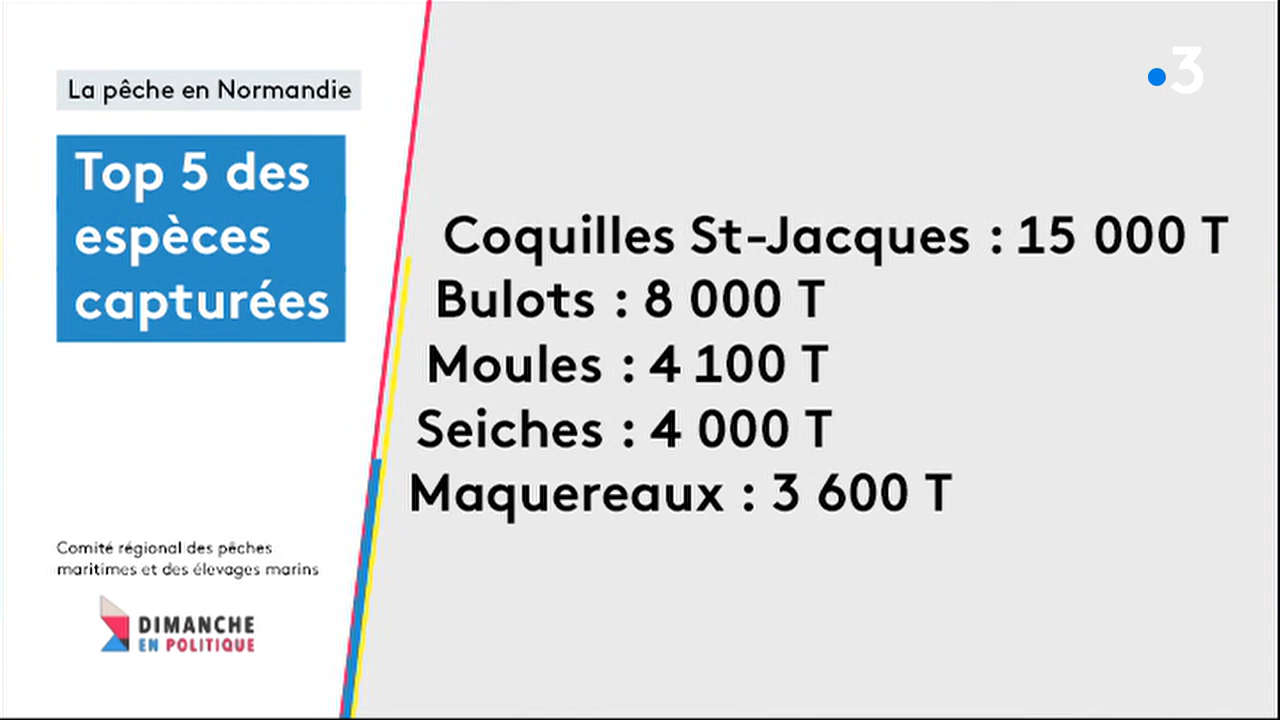 La pêche en Normandie
Top 5 des
espèces
capturées
Coquilles St-Jacques : 15 000 T
Bulots : 8 000 T
Moules : 4 100 T
Seiches : 4 000 T
Maquereaux : 3 600 T
Comité régional des pêches
maritimes et des élevages marins
DIMANCHE
EN POLITIQUE
3